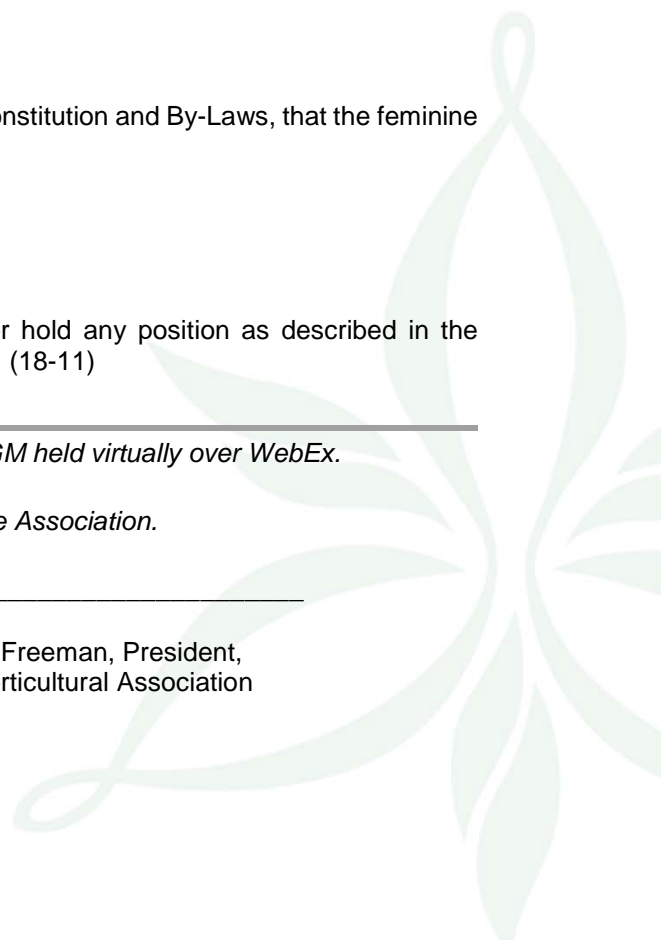 onstitution and By-Laws, that the feminine
r hold any position as described in the
(18-11)
GM held virtually over WebEx.
e Association.
Freeman, President,
rticultural Association